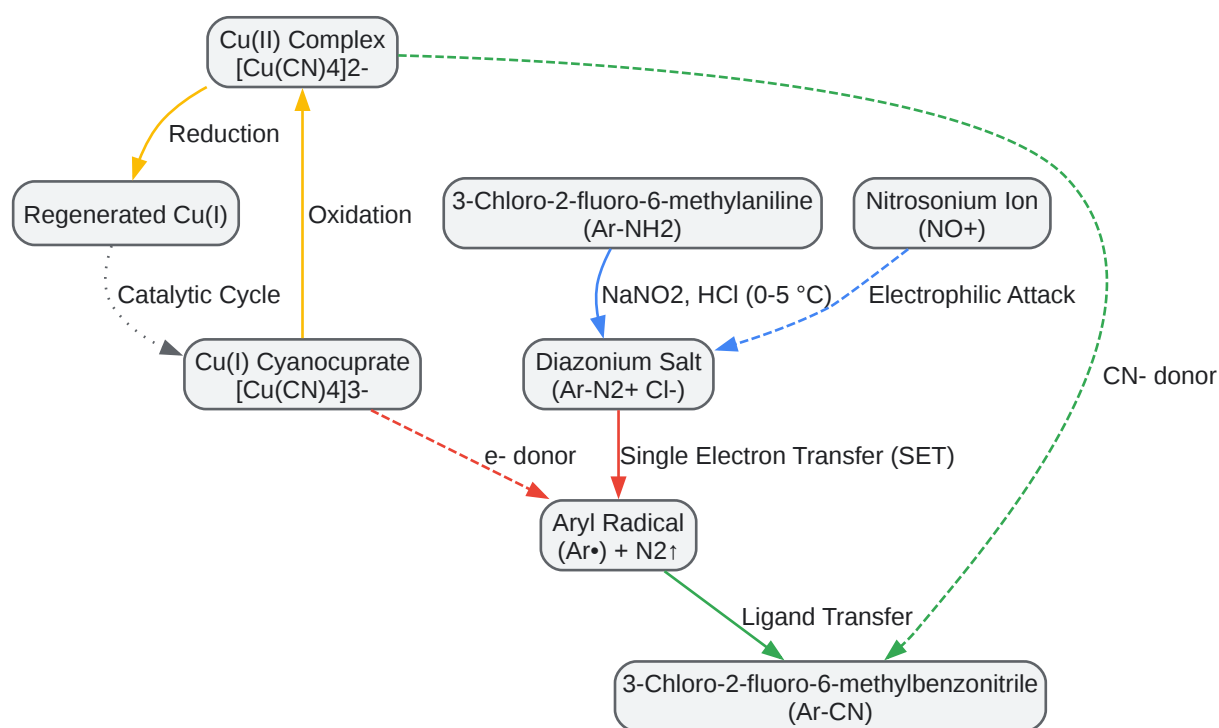 Cu(II) Complex
[Cu(CN)4]2-
Reduction
Regenerated Cu(I)
Oxidation
3-Chloro-2-fluoro-6-methylaniline
(Ar-NH2)
Nitrosonium Ion
(NO+)
Catalytic Cycle
NaNO2, HCl (0-5 °C)
Electrophilic Attack
Cu(I) Cyanocuprate
[Cu(CN)4]3-
Diazonium Salt
(Ar-N2+ Cl-)
CN- donor
e- donor
Single Electron Transfer (SET)
Aryl Radical
(Ar•) + N2↑
Ligand Transfer
3-Chloro-2-fluoro-6-methylbenzonitrile
(Ar-CN)